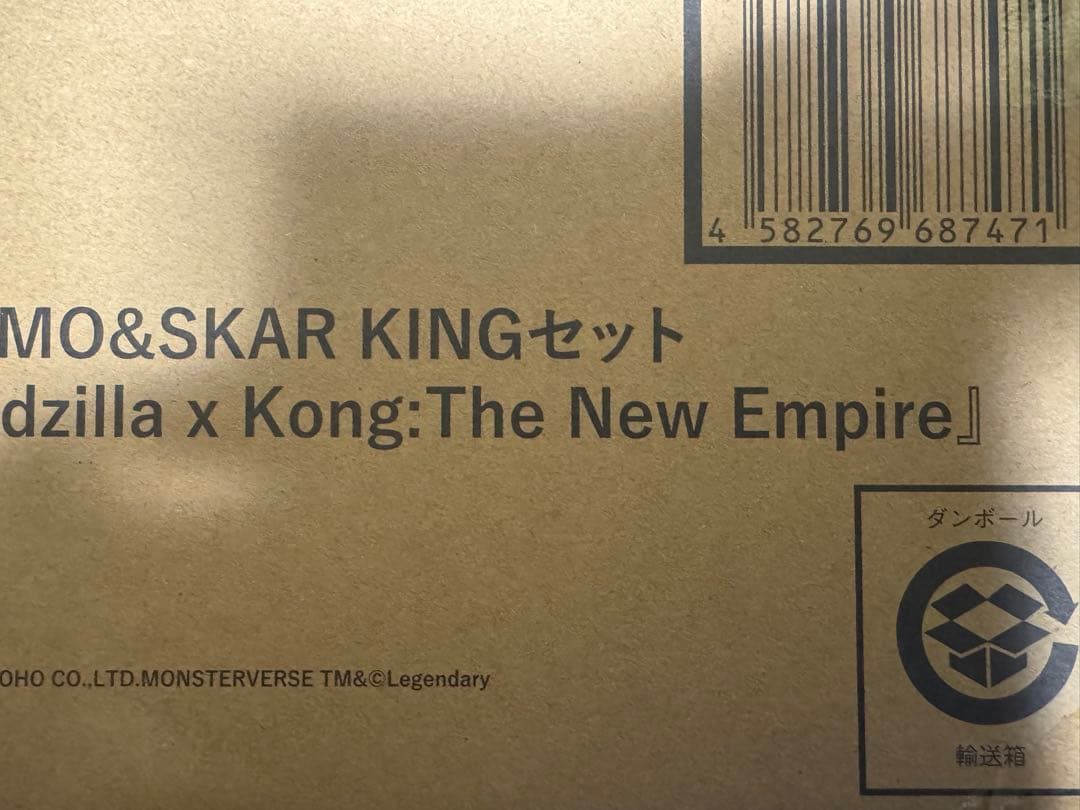 4 582769 687471
MO&SKAR KINGセット
dzilla x Kong:The New Empire』
ダンボール
OHO CO.,LTD.MONSTERVERSE TM&©Legendary
輸送箱